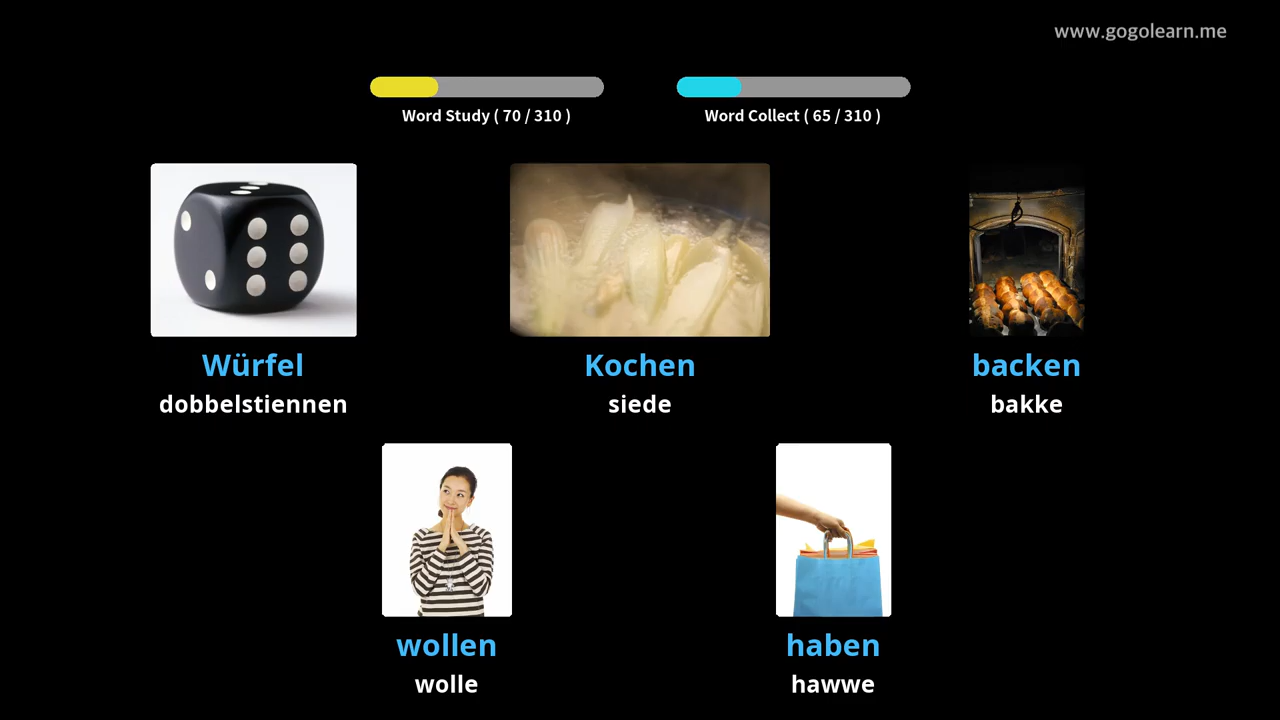 www.gogolearn.me
Word Study ( 70 / 310 )
Word Collect ( 65 / 310 )
Würfel
dobbelstiennen
Kochen
siede
backen
bakke
wollen
wolle
haben
hawwe